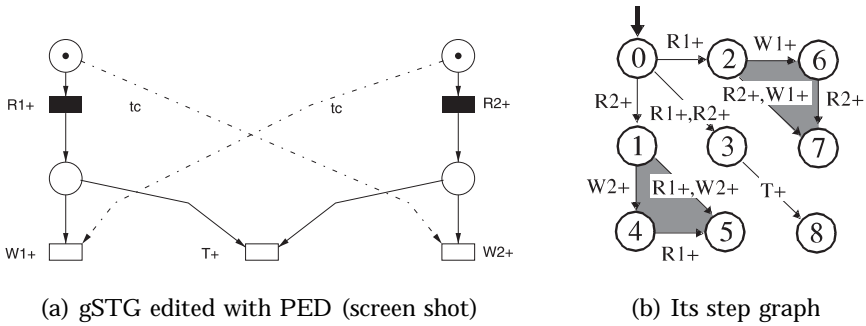 R1+
tc
tc
R2+
W1+
T+
W2+
(a) gSTG edited with PED (screen shot)
0
R1+
2
W1+
6
R2+
R1+,R2+
R2+,W1+
R2+
1
3
7
W2+
R1+,W2+
T+
4
5
8
R1+
(b) Its step graph